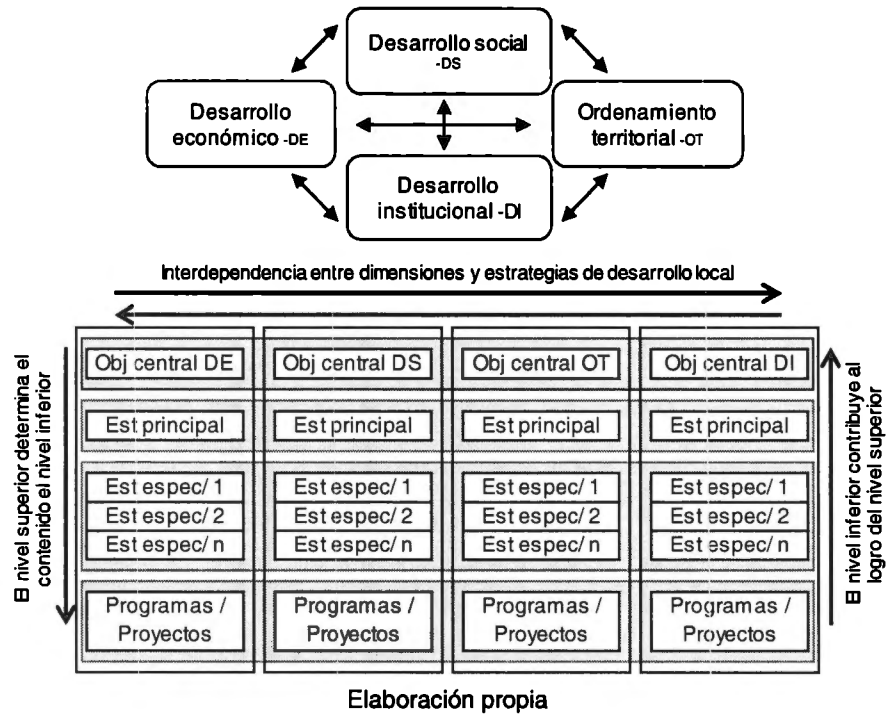 Desarrollo social
-DS
Desarrollo
económico -DE
Ordenamiento
territorial -OT
Desarrollo
institucional -DI
Interdependencia entre dimensiones y estrategias de desarrollo local
El nivel superior determina el
contenido el nivel inferior
Obj central DE
Obj central DS
Obj central OT
Obj central DI
Est principal
Est principal
Est principal
Est principal
Est espec/ 1
Est espec/ 1
Est espec/ 1
Est espec/ 1
Est espec/ 2
Est espec/ 2
Est espec/ 2
Est espec/ 2
Est espec/ n
Est espec/ n
Est espec/ n
Est espec/ n
Programas /
Proyectos
Programas /
Proyectos
Programas /
Proyectos
Programas /
Proyectos
El nivel inferior contribuye al
logro del nivel superior
Elaboración propia